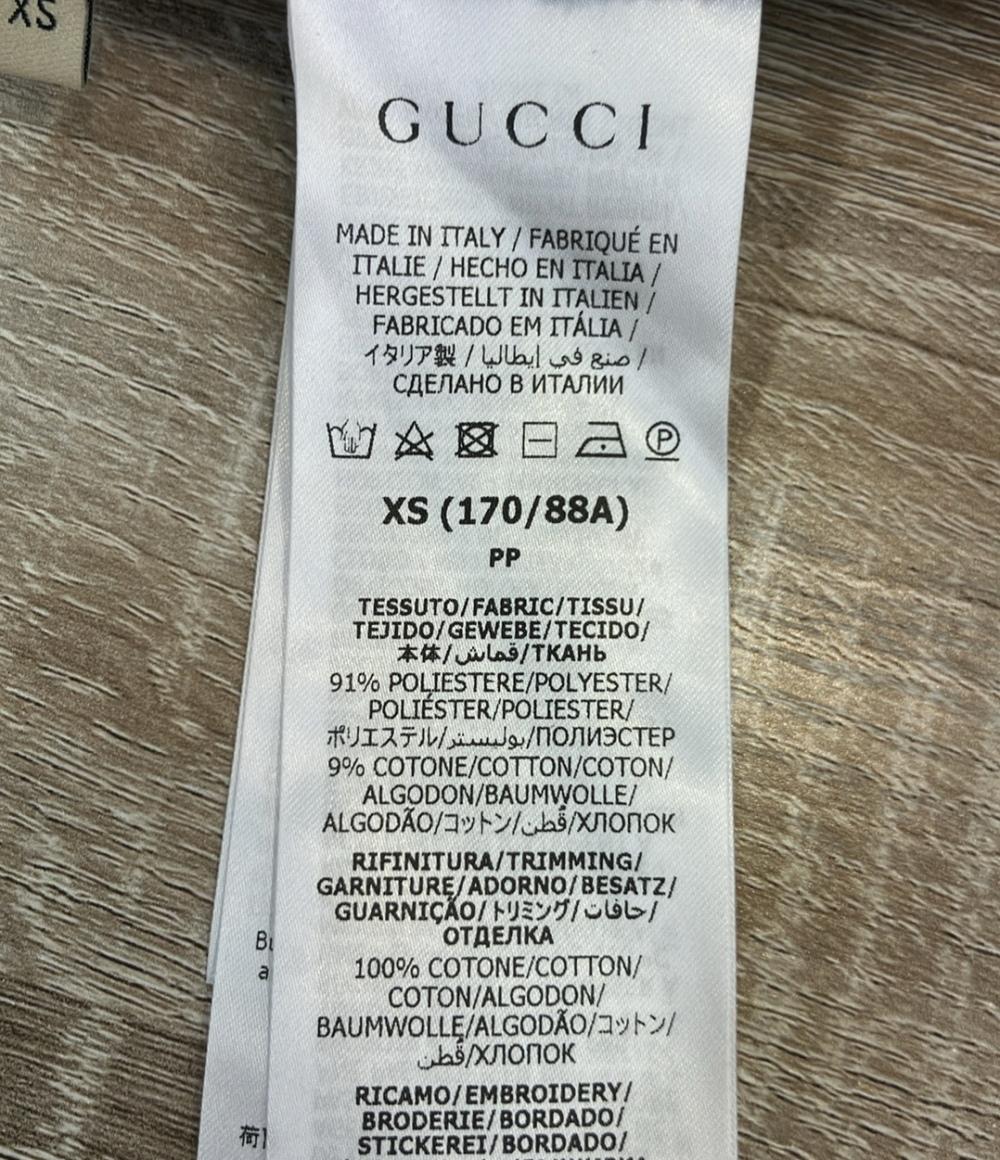 XS
GUCCI
MADE IN ITALY / FABRIQUÉ EN
ITALIE / HECHO EN ITALIA /
HERGESTELLT IN ITALIEN /
FABRICADO EM ITÁLIA /
イタリア製 / صنع في إيطاليا /
СДЕЛАНО В ИТАЛИИ
P
XS (170/88A)
PP
TESSUTO/FABRIC/TISSU/
TEJIDO/GEWEBE/TECIDO/
本体/قماش/ТКАНЬ
91% POLIESTERE/POLYESTER/
POLIÉSTER/POLIESTER/
ポリエステル/بوليستر/ПОЛИЭСТЕР
9% COTONE/COTTON/COTON/
ALGODON/BAUMWOLLE/
ALGODÃO/コットン/قطن/ХЛОПОК
RIFINITURA/TRIMMING/
GARNITURE/ADORNO/BESATZ/
GUARNIÇÃO/トリミング/حافات/
ОТДЕЛКА
100% COTONE/COTTON/
COTON/ALGODON/
BAUMWOLLE/ALGODÃO/コットン/
قطن/ХЛОПОК
RICAMO/EMBROIDERY/
BRODERIE/BORDADO/
STICKEREI/BORDADO/